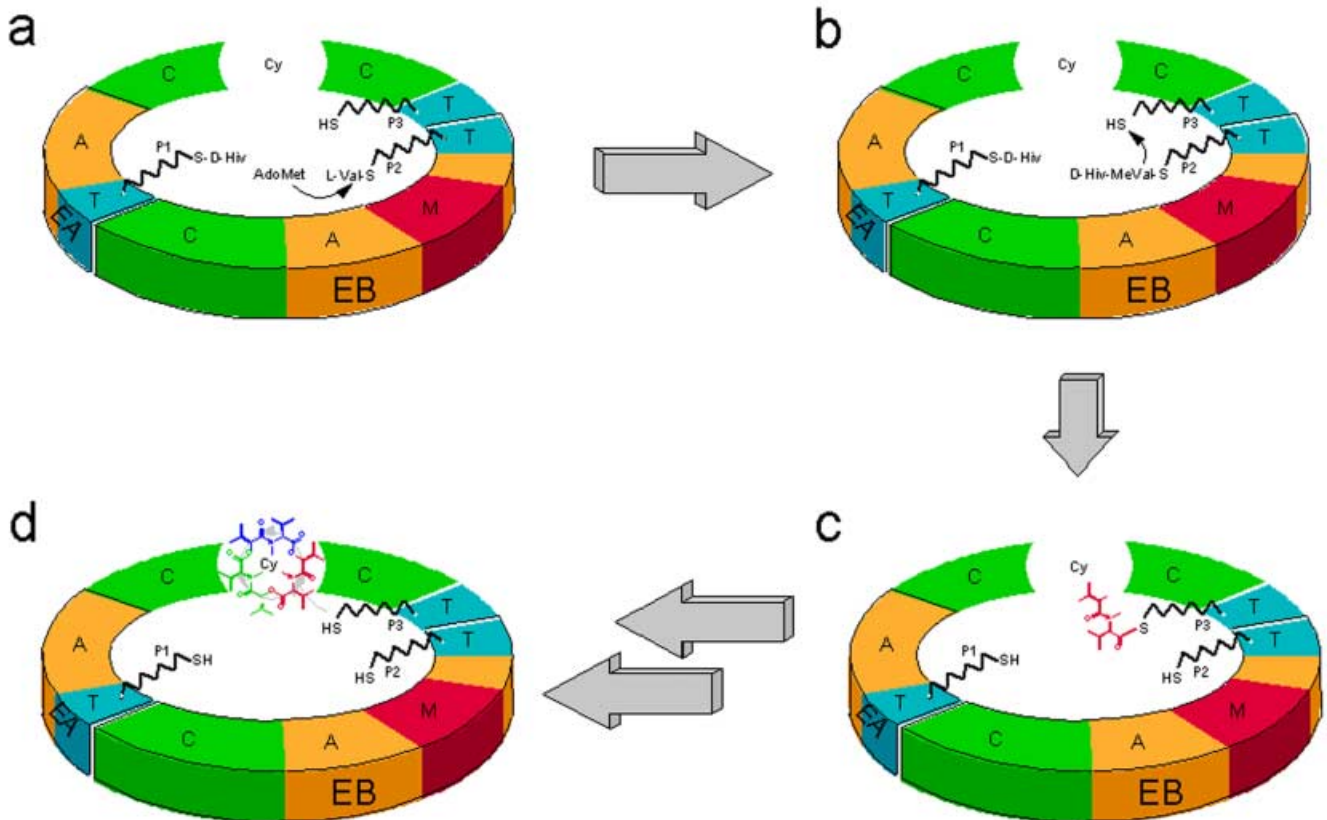 a
C
Cy
C
T
T
A
HS
P3
P1
S-D-Hiv
AdoMet
L-Val-S
P2
T
EA
C
A
M
EB
b
C
Cy
C
T
T
A
HS
P3
P1
S-D-Hiv
D-Hiv-MeVal-S
P2
T
EA
C
A
M
EB
d
O
O
O
O
O
O
C
Cy
C
T
T
A
HS
P3
P1
SH
HS
P2
T
EA
C
A
M
EB
c
C
Cy
C
T
T
A
S
P3
P1
SH
HS
P2
T
EA
C
A
M
EB